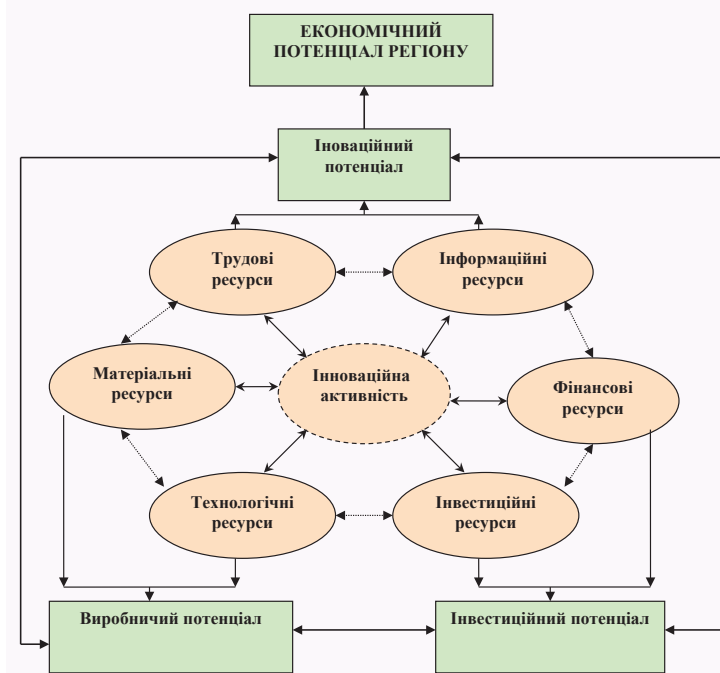 ЕКОНОМІЧНИЙ
ПОТЕНЦІАЛ РЕГІОНУ
Іноваційний
потенціал
Трудові
ресурси
Інформаційні
ресурси
Матеріальні
ресурси
Інноваційна
активність
Фінансові
ресурси
Технологічні
ресурси
Інвестиційні
ресурси
Виробничий потенціал
Інвестиційний потенціал